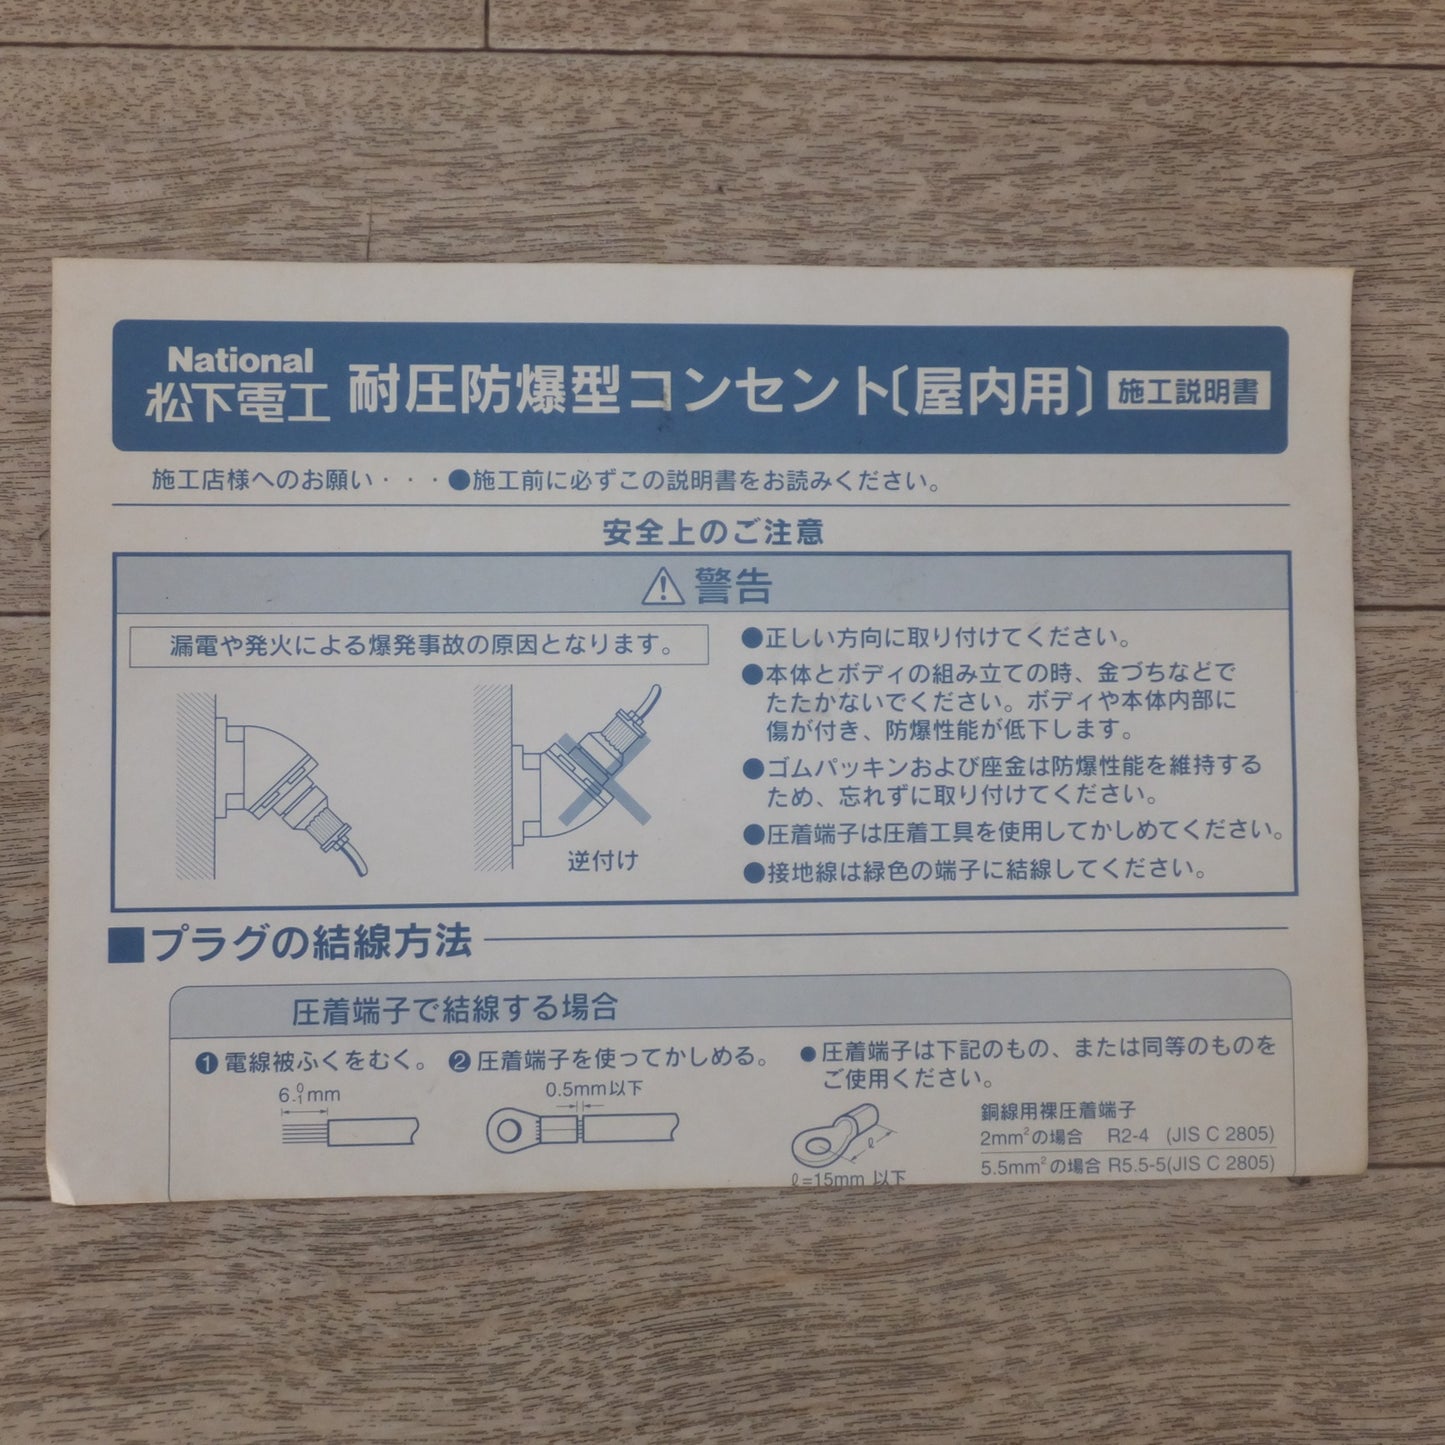 National
松下電工
耐圧防爆型コンセント〔屋内用〕 施工説明書
施工店様へのお願い・・・●施工前に必ずこの説明書をお読みください。
安全上のご注意
⚠警告
漏電や発火による爆発事故の原因となります。
逆付け
●正しい方向に取り付けてください。
●本体とボディの組み立ての時、金づちなどで
たたかないでください。ボディや本体内部に
傷が付き、防爆性能が低下します。
●ゴムパッキンおよび座金は防爆性能を維持する
ため、忘れずに取り付けてください。
●圧着端子は圧着工具を使用してかしめてください。
●接地線は緑色の端子に結線してください。
■プラグの結線方法
圧着端子で結線する場合
❶電線被ふくをむく。
6 0 -1 mm
❷圧着端子を使ってかしめる。
0.5mm以下
●圧着端子は下記のもの、または同等のものを
ご使用ください。
ℓ
ℓ=15mm 以下
銅線用裸圧着端子
2mm²の場合 R2-4 (JIS C 2805)
5.5mm²の場合 R5.5-5(JIS C 2805)